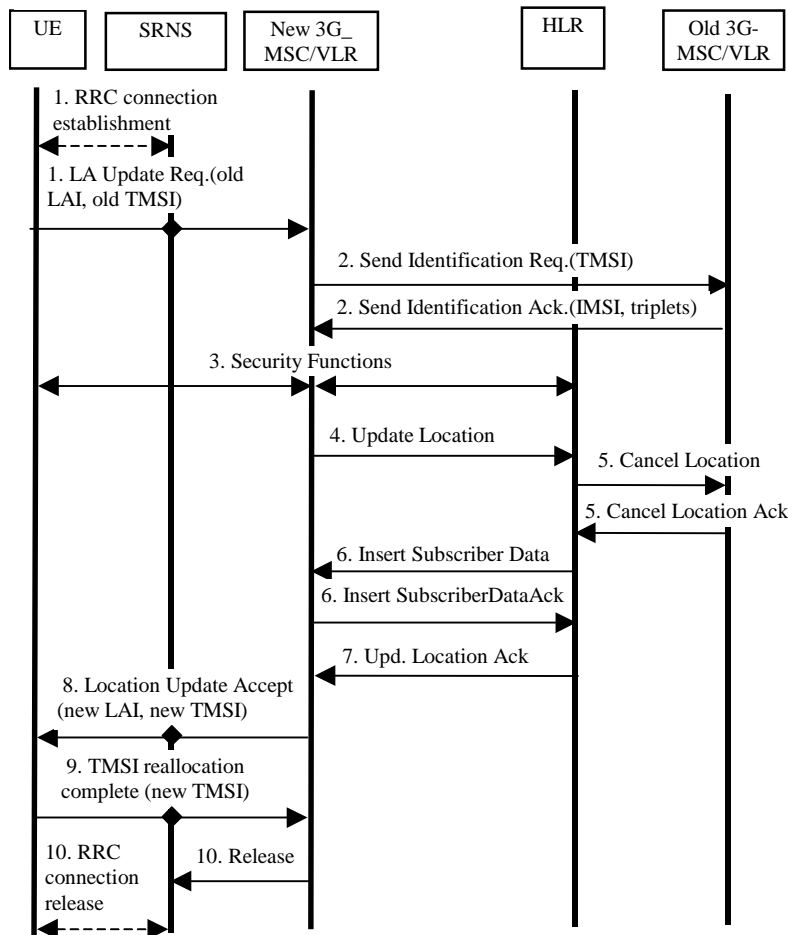 UE
SRNS
New 3G_
MSC/VLR
HLR
Old 3G-
MSC/VLR
1. RRC connection
establishment
1. LA Update Req.(old
LAI, old TMSI)
2. Send Identification Req.(TMSI)
2. Send Identification Ack.(IMSI, triplets)
3. Security Functions
4. Update Location
5. Cancel Location
5. Cancel Location Ack
6. Insert Subscriber Data
6. Insert SubscriberDataAck
7. Upd. Location Ack
8. Location Update Accept
(new LAI, new TMSI)
9. TMSI reallocation
complete (new TMSI)
10. RRC
connection
release
10. Release